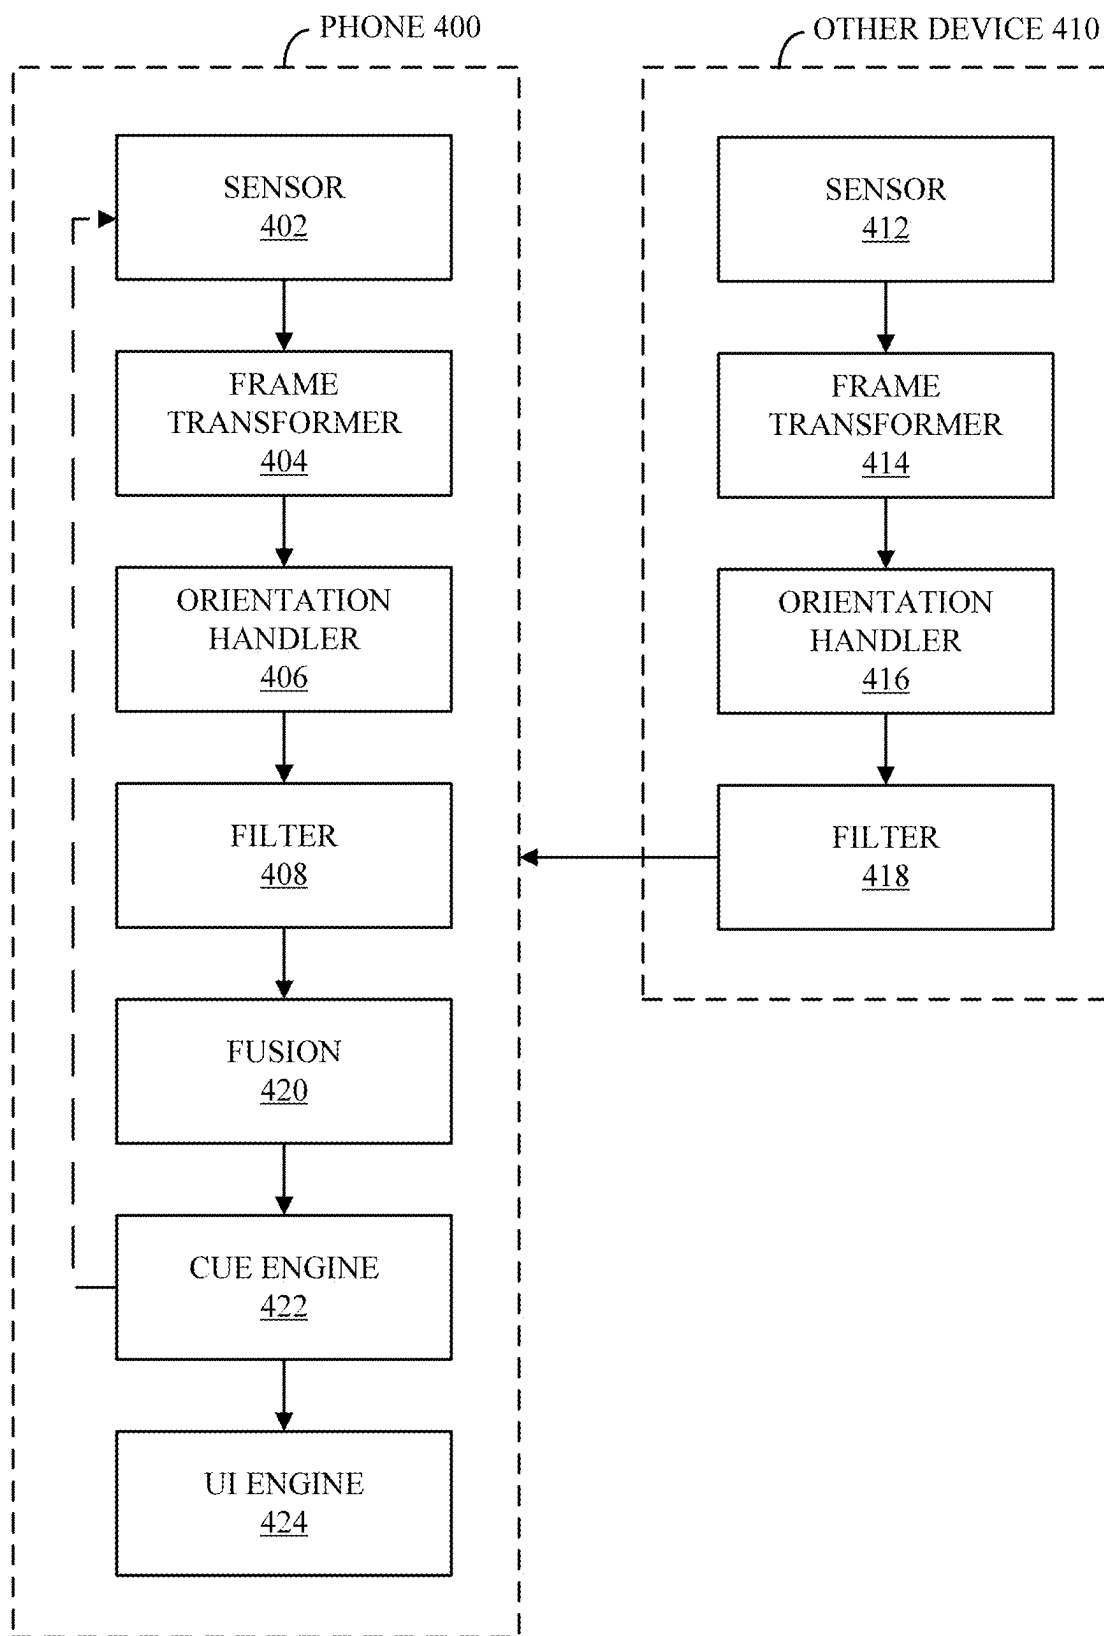 PHONE 400
SENSOR
402
FRAME
TRANSFORMER
404
ORIENTATION
HANDLER
406
FILTER
408
FUSION
420
CUE ENGINE
422
UI ENGINE
424
OTHER DEVICE 410
SENSOR
412
FRAME
TRANSFORMER
414
ORIENTATION
HANDLER
416
FILTER
418